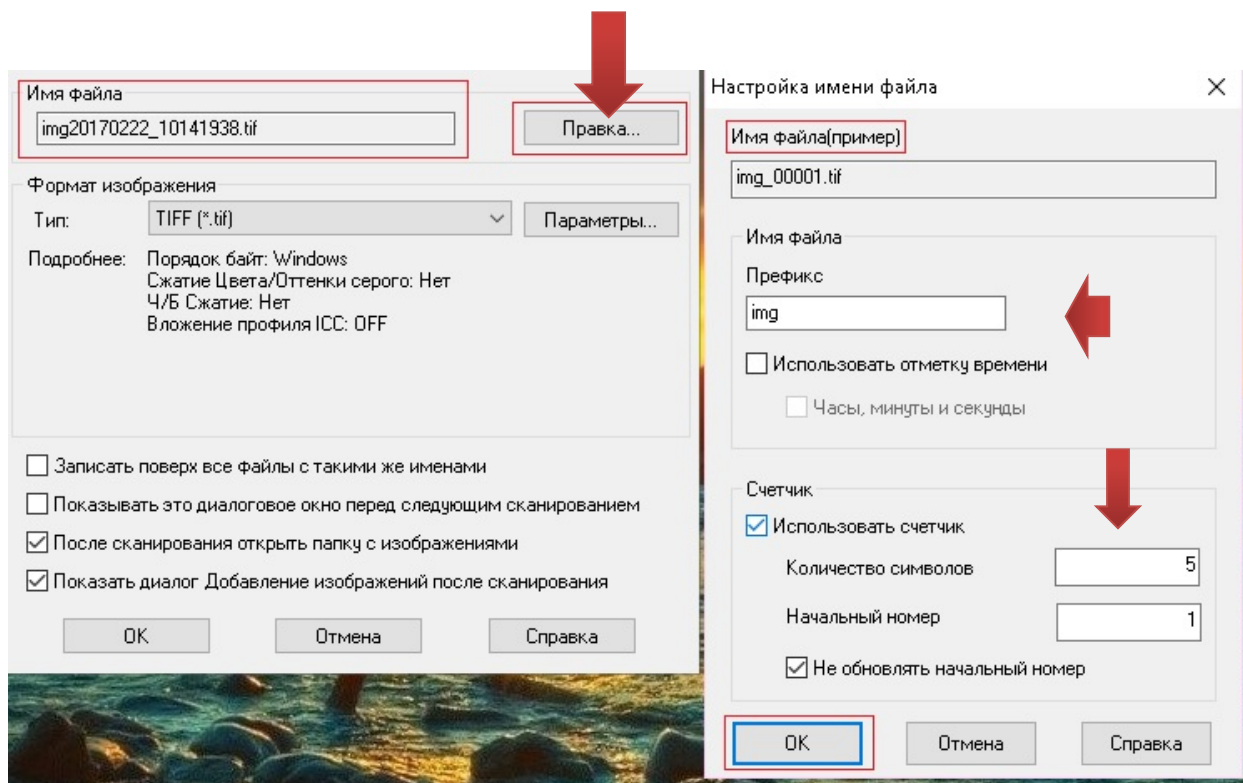 Имя файла
img20170222_10141938.tif
Правка...
Формат изображения
Тип:
TIFF (*.tif)
Параметры...
Подробнее:
Порядок байт: Windows
Сжатие Цвета/Оттенки серого: Нет
Ч/Б Сжатие: Нет
Вложение профиля ICC: OFF
Записать поверх все файлы с такими же именами
Показывать это диалоговое окно перед следующим сканированием
После сканирования открыть папку с изображениями
Показать диалог Добавление изображений после сканирования
OK
Отмена
Справка
Настройка имени файла
Имя файла(пример)
img_00001.tif
Имя файла
Префикс
img
Использовать отметку времени
Часы, минуты и секунды
Счетчик
Использовать счетчик
Количество символов
5
Начальный номер
1
Не обновлять начальный номер
OK
Отмена
Справка